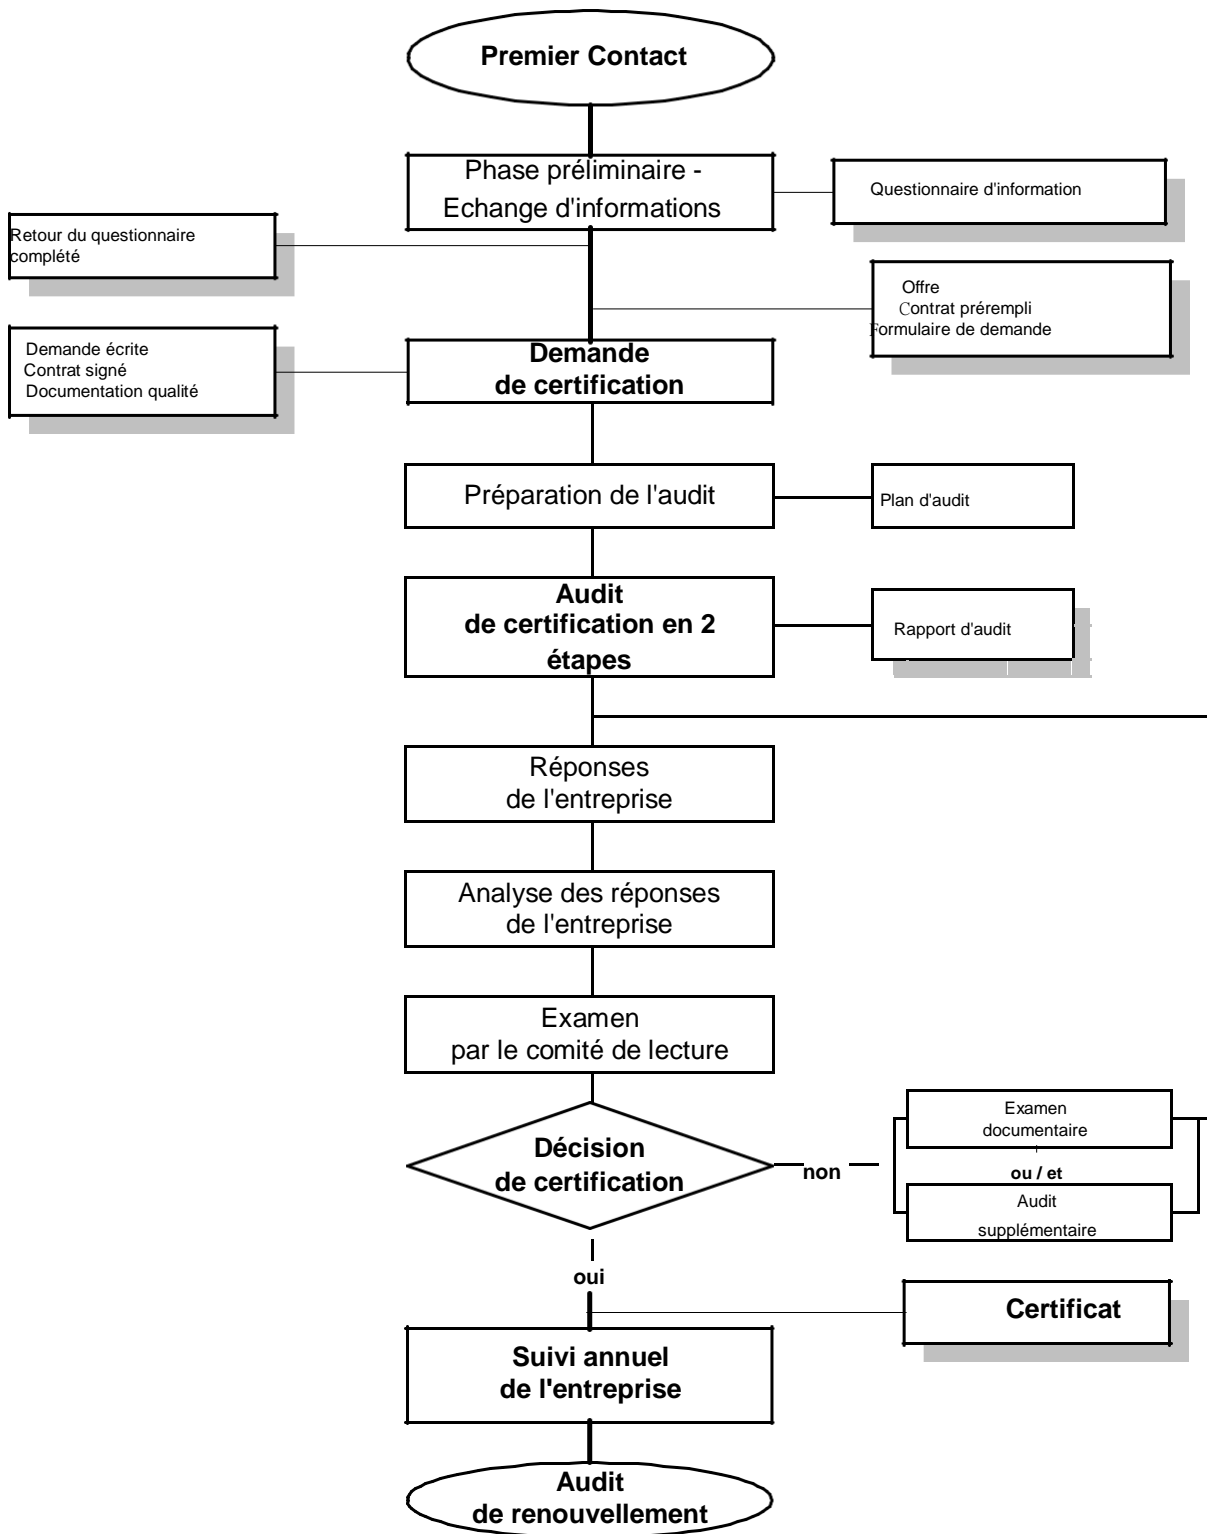 Premier Contact
Phase préliminaire -
Echange d'informations
Questionnaire d'information
Retour du questionnaire
complété
Offre
Contrat prérempli
Formulaire de demande
Demande écrite
Contrat signé
Documentation qualité
Demande
de certification
Préparation de l'audit
Plan d'audit
Audit
de certification en 2
étapes
Rapport d'audit
Réponses
de l'entreprise
Analyse des réponses
de l'entreprise
Examen
par le comité de lecture
Décision
de certification
non
Examen
documentaire
ou / et
Audit
supplémentaire
oui
Certificat
Suivi annuel
de l'entreprise
Audit
de renouvellement